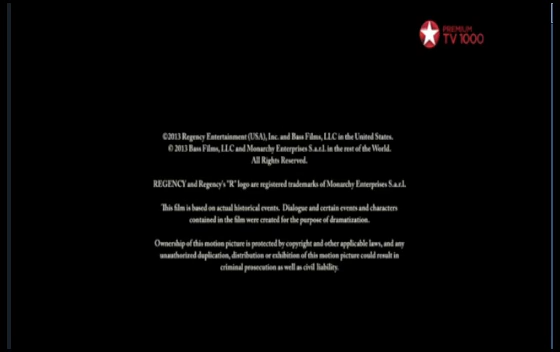 PREMIUM
TV1000
©2013 Regency Entertainment (USA), Inc. and Bass Films, LLC in the United States.
© 2013 Bass Films, LLC and Monarchy Enterprises S.a.r.l. in the rest of the World.
All Rights Reserved.
REGENCY and Regency's "R" logo are registered trademarks of Monarchy Enterprises S.a.r.l.
This film is based on actual historical events. Dialogue and certain events and characters
contained in the film were created for the purpose of dramatization.
Ownership of this motion picture is protected by copyright and other applicable laws, and any
unauthorized duplication, distribution or exhibition of this motion picture could result in
criminal prosecution as well as civil liability.